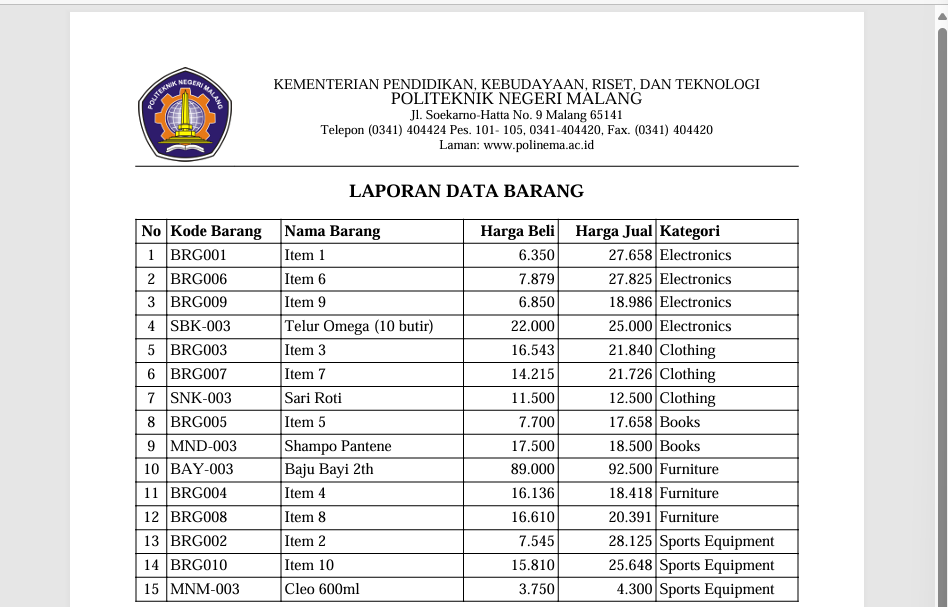 POLITEKNIK NEGERI MALANG
KEMENTERIAN PENDIDIKAN, KEBUDAYAAN, RISET, DAN TEKNOLOGI
POLITEKNIK NEGERI MALANG
Jl. Soekarno-Hatta No. 9 Malang 65141
Telepon (0341) 404424 Pes. 101- 105, 0341-404420, Fax. (0341) 404420
Laman: www.polinema.ac.id
LAPORAN DATA BARANG
No Kode Barang Nama Barang Harga Beli Harga Jual Kategori
1 BRG001 Item 1 6.350 27.658 Electronics
2 BRG006 Item 6 7.879 27.825 Electronics
3 BRG009 Item 9 6.850 18.986 Electronics
4 SBK-003 Telur Omega (10 butir) 22.000 25.000 Electronics
5 BRG003 Item 3 16.543 21.840 Clothing
6 BRG007 Item 7 14.215 21.726 Clothing
7 SNK-003 Sari Roti 11.500 12.500 Clothing
8 BRG005 Item 5 7.700 17.658 Books
9 MND-003 Shampo Pantene 17.500 18.500 Books
10 BAY-003 Baju Bayi 2th 89.000 92.500 Furniture
11 BRG004 Item 4 16.136 18.418 Furniture
12 BRG008 Item 8 16.610 20.391 Furniture
13 BRG002 Item 2 7.545 28.125 Sports Equipment
14 BRG010 Item 10 15.810 25.648 Sports Equipment
15 MNM-003 Cleo 600ml 3.750 4.300 Sports Equipment